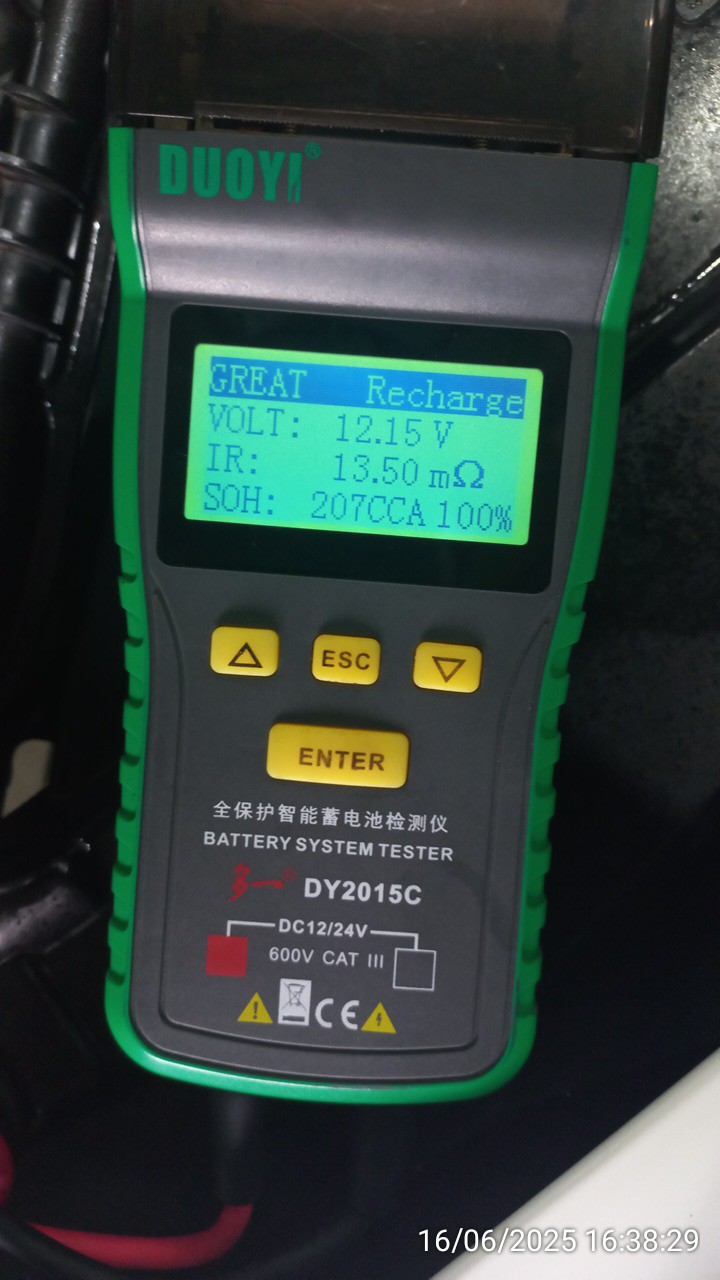 DUOYI®
GREAT Recharge
VOLT: 12.15 V
IR: 13.50 mΩ
SOH: 207CCA 100%
ESC
ENTER
全保护智能蓄电池检测仪
BATTERY SYSTEM TESTER
多一® DY2015C
DC12/24V
600V CAT III
CE
16/06/2025 16:38:29